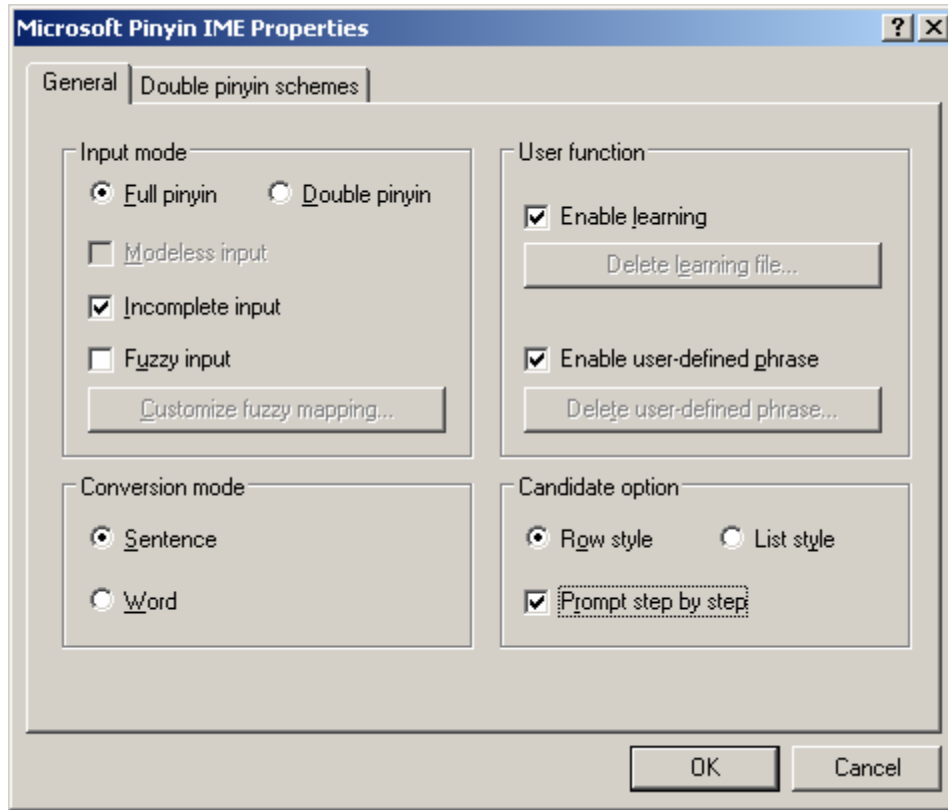 Microsoft Pinyin IME Properties
General
Double pinyin schemes
Input mode
Full pinyin
Double pinyin
Modeless input
Incomplete input
Fuzzy input
Customize fuzzy mapping...
User function
Enable learning
Delete learning file...
Enable user-defined phrase
Delete user-defined phrase...
Conversion mode
Sentence
Word
Candidate option
Row style
List style
Prompt step by step
OK
Cancel